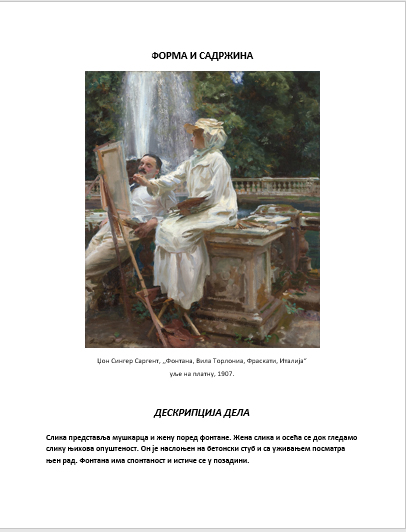 ФОРМА И САДРЖИНА
Џон Сингер Саргент, „Фонтана, Вила Торлониа, Фраскати, Италија“
уље на платну, 1907.
ДЕСКРИПЦИЈА ДЕЛА
Слика представља мушкарца и жену поред фонтане. Жена слика и осећа се док гледамо
слику њихова опуштеност. Он је наслоњен на бетонски стуб и са уживањем посматра
њен рад. Фонтана има спонтаност и истиче се у позадини.